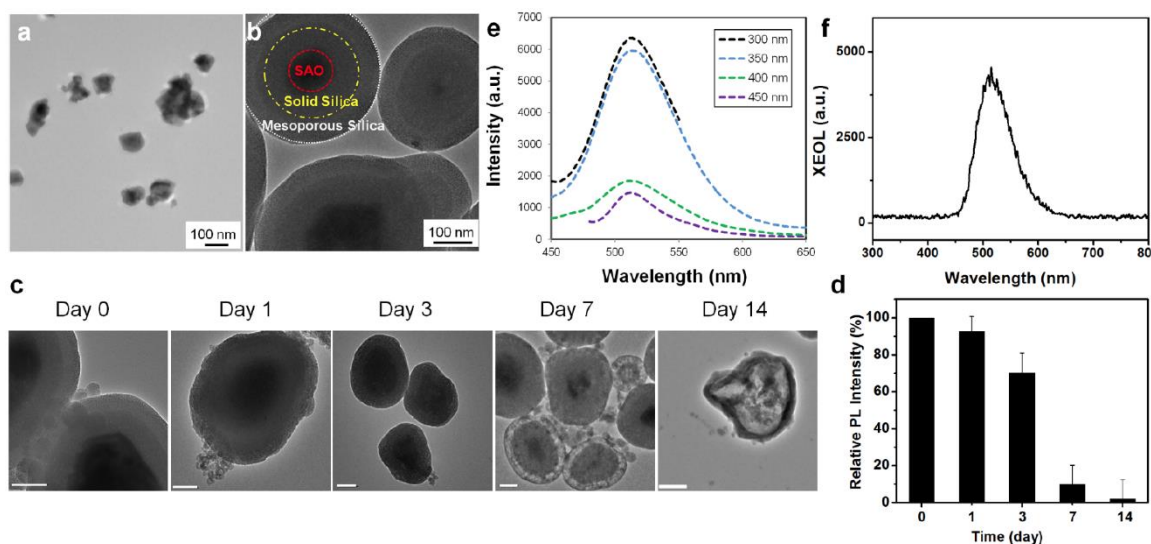 a
100 nm
b
SAO
Solid Silica
Mesoporous Silica
100 nm
e
Intensity (a.u.)
7000
6000
5000
4000
3000
2000
1000
0
300 nm
350 nm
400 nm
450 nm
450 500 550 600 650
Wavelength (nm)
f
XEOL (a.u.)
5000
2500
0
300 400 500 600 700 80
Wavelength (nm)
c
Day 0
Day 1
Day 3
Day 7
Day 14
d
Relative PL Intensity (%)
100
80
60
40
20
0
0 1 3 7 14
Time (day)